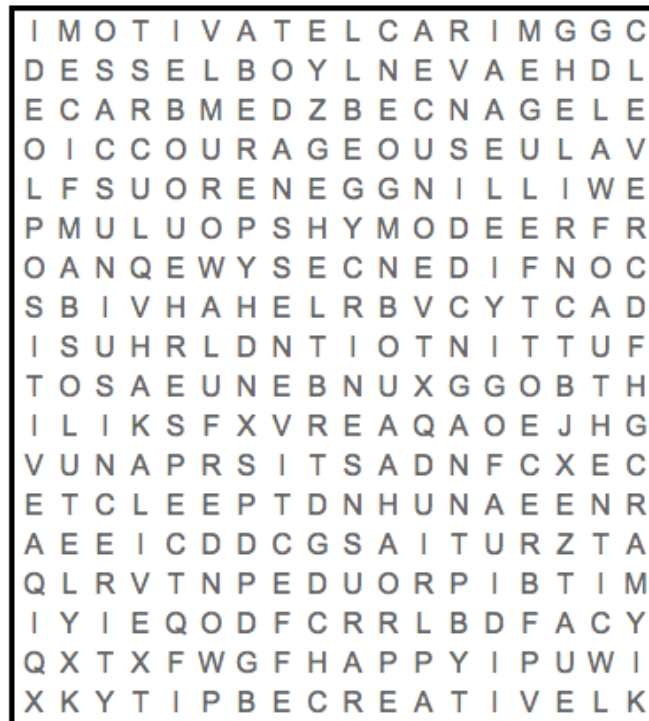 I M O T I V A T E L C A R I M G G C
D E S S E L B O Y L N E V A E H D L
E C A R B M E D Z B E C N A G E L E
O I C C O U R A G E O U S E U L A V
L F S U O R E N E G G N I L L I W E
P M U L U O P S H Y M O D E E R F R
O A N Q E W Y S E C N E D I F N O C
S B I V H A H E L R B V C Y T C A D
I S U H R L D N T I O T N I T T U F
T O S A E U N E B N U X G G O B T H
I L I K S F X V R E A Q A O E J H G
V U N A P R S I T S A D N F C X E C
E T C L E E P T D N H U N A E E N R
A E E I C D D C G S A I T U R Z T A
Q L R V T N P E D U O R P I B T I M
I Y I E Q O D F C R R L B D F A C Y
Q X T X F W G F H A P P Y I P U W I
X K Y T I P B E C R E A T I V E L K